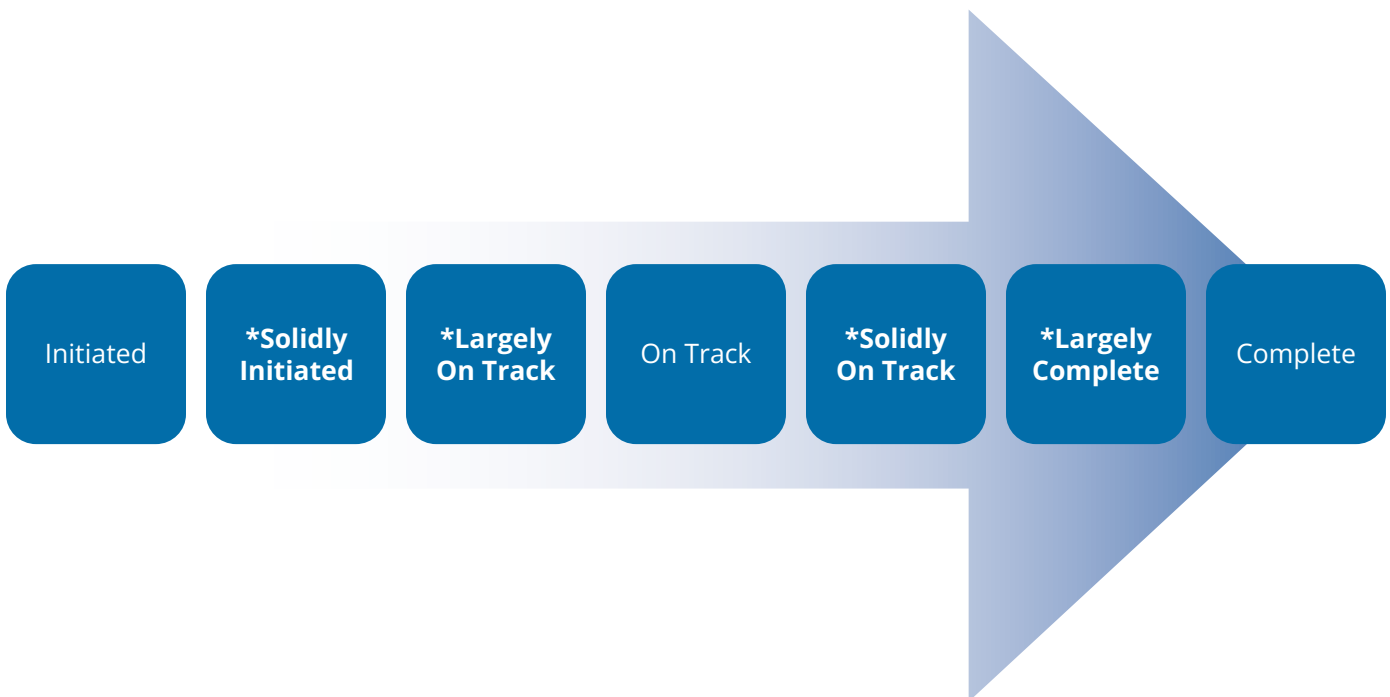 Initiated
*Solidly
Initiated
*Largely
On Track
On Track
*Solidly
On Track
*Largely
Complete
Complete